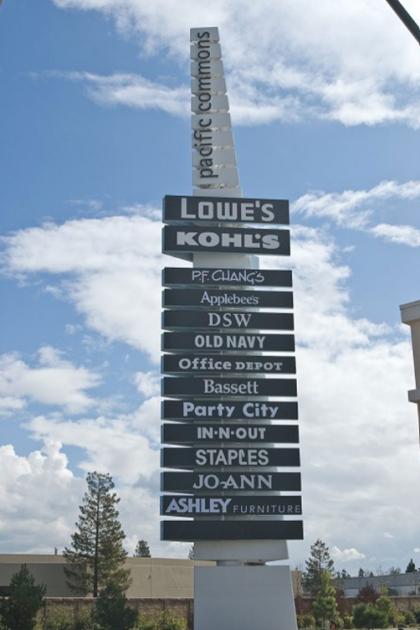 pacific commons
LOWE'S
KOHL'S
P.F. CHANG'S
Applebee's
DSW
OLD NAVY
Office DEPOT
Bassett
Party City
IN-N-OUT
STAPLES
JO-ANN
ASHLEY FURNITURE